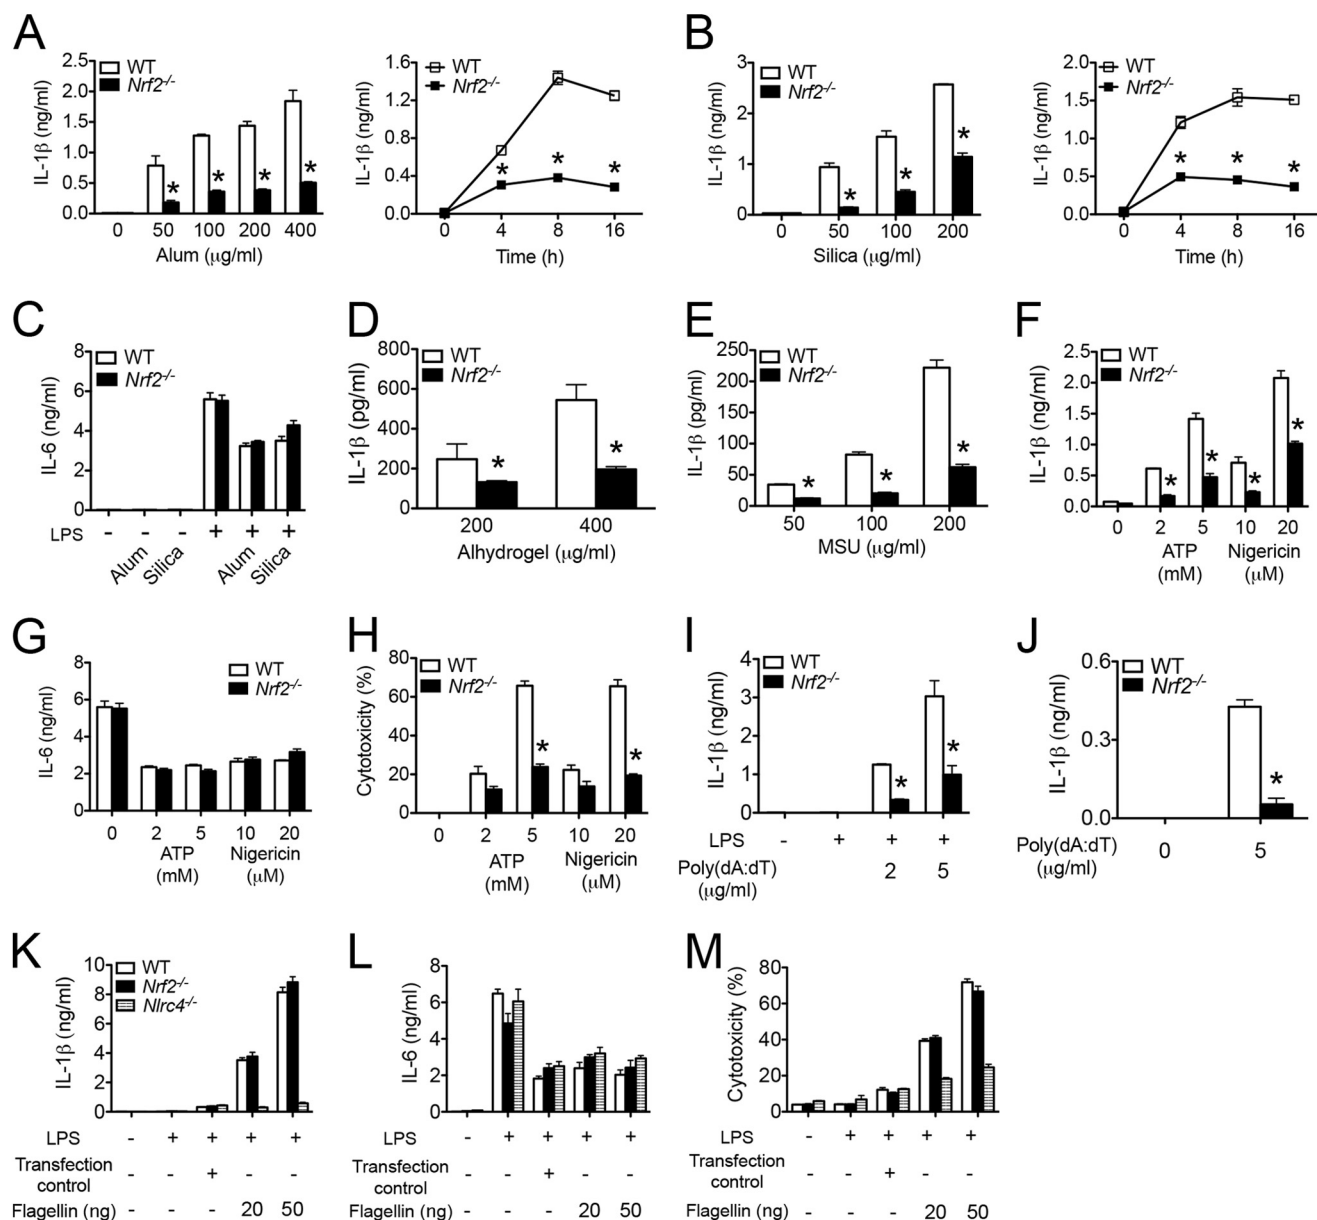 A
IL-1β (ng/ml)
2.5
2.0
1.5
1.0
0.5
0.0
WT
Nrf2-/-
* * * *
0 50 100 200 400
Alum (μg/ml)
IL-1β (ng/ml)
1.6
1.2
0.8
0.4
0.0
WT
Nrf2-/-
* * *
0 4 8 16
Time (h)
B
IL-1β (ng/ml)
3
2
1
0
WT
Nrf2-/-
* * *
0 50 100 200
Silica (μg/ml)
IL-1β (ng/ml)
2.0
1.5
1.0
0.5
0.0
WT
Nrf2-/-
* * *
0 4 8 16
Time (h)
C
IL-6 (ng/ml)
8
6
4
2
0
WT
Nrf2-/-
LPS - - - + + +
Alum Silica Alum Silica
D
IL-1β (pg/ml)
800
600
400
200
0
WT
Nrf2-/-
* *
200 400
Alhydrogel (μg/ml)
E
IL-1β (pg/ml)
250
200
150
100
50
0
WT
Nrf2-/-
* * *
50 100 200
MSU (μg/ml)
F
IL-1β (ng/ml)
2.5
2.0
1.5
1.0
0.5
0.0
WT
Nrf2-/-
* * * *
0 2 5 10 20
ATP Nigericin
(mM) (μM)
G
IL-6 (ng/ml)
8
6
4
2
0
WT
Nrf2-/-
0 2 5 10 20
ATP Nigericin
(mM) (μM)
H
Cytotoxicity (%)
80
60
40
20
0
WT
Nrf2-/-
* *
0 2 5 10 20
ATP Nigericin
(mM) (μM)
I
IL-1β (ng/ml)
4
3
2
1
0
WT
Nrf2-/-
* *
LPS - + + +
Poly(dA:dT) 2 5
(μg/ml)
J
IL-1β (ng/ml)
0.6
0.4
0.0
WT
Nrf2-/-
*
Poly(dA:dT) 0 5
(μg/ml)
K
IL-1β (ng/ml)
10
8
6
4
2
0
WT
Nrf2-/-
Nlrc4-/-
LPS - + + + +
Transfection
control - - + - -
Flagellin (ng) - - - 20 50
L
IL-6 (ng/ml)
8
6
4
2
0
LPS - + + + +
Transfection
control - - + - -
Flagellin (ng) - - - 20 50
M
Cytotoxicity (%)
80
60
40
20
0
LPS - + + + +
Transfection
control - - + - -
Flagellin (ng) - - - 20 50